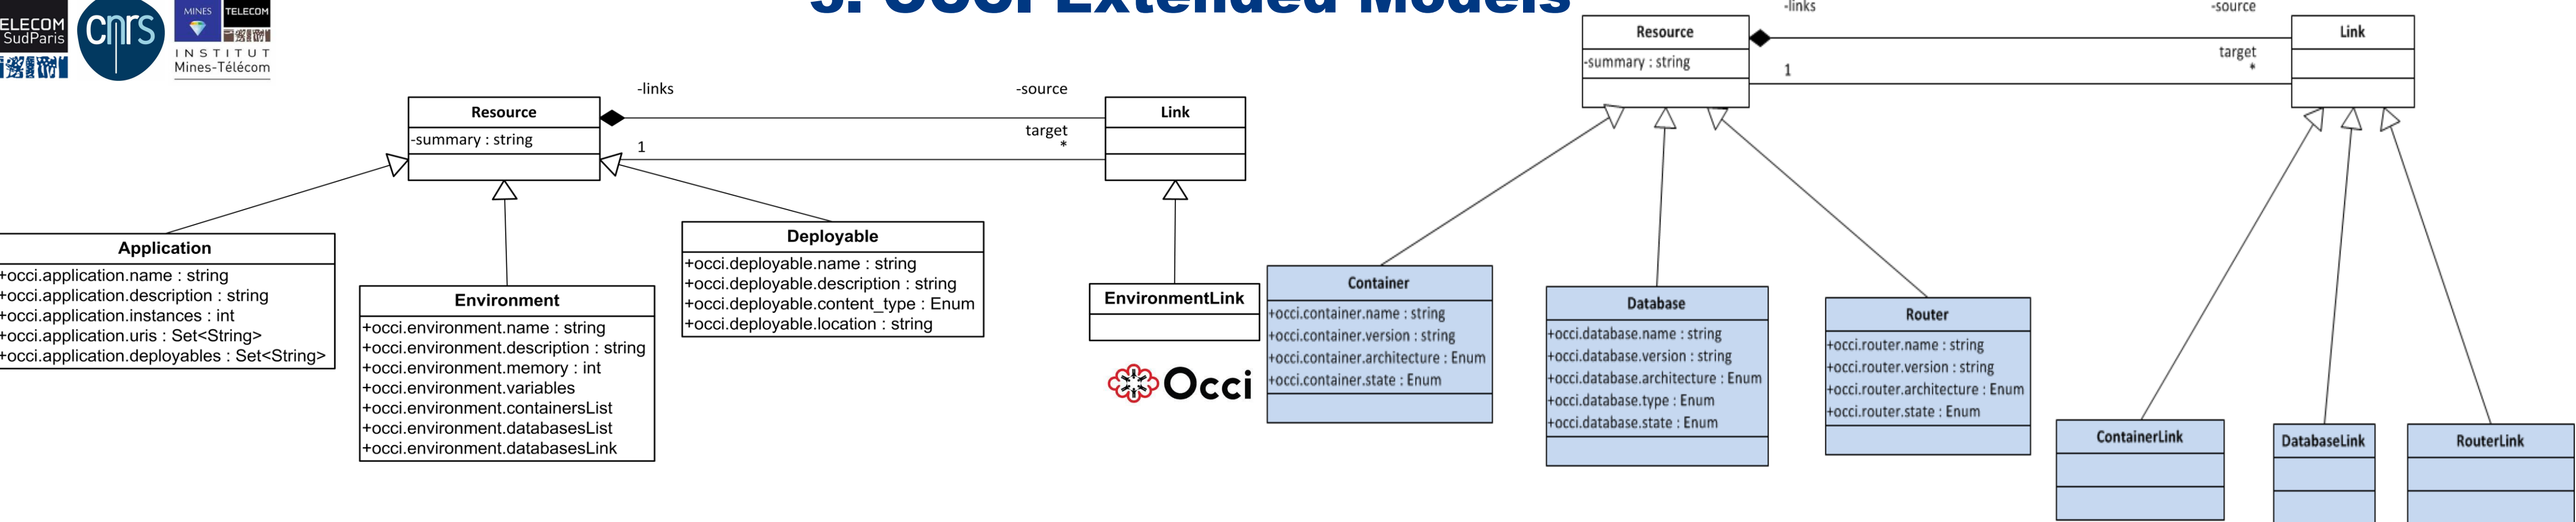 3. OCCI Extended Models
ELECOM
SudParis
cnrs
MINES
TELECOM
INSTITUT
Mines-Télécom
Resource
-summary : string
-links
-source
1
target
*
Link
Application
+occi.application.name : string
+occi.application.description : string
+occi.application.instances : int
+occi.application.uris : Set<String>
+occi.application.deployables : Set<String>
Environment
+occi.environment.name : string
+occi.environment.description : string
+occi.environment.memory : int
+occi.environment.variables
+occi.environment.containersList
+occi.environment.databasesList
+occi.environment.databasesLink
Deployable
+occi.deployable.name : string
+occi.deployable.description : string
+occi.deployable.content_type : Enum
+occi.deployable.location : string
EnvironmentLink
Occi
Resource
-summary : string
-links
-source
1
target
*
Link
Container
+occi.container.name : string
+occi.container.version : string
+occi.container.architecture : Enum
+occi.container.state : Enum
Database
+occi.database.name : string
+occi.database.version : string
+occi.database.architecture : Enum
+occi.database.type : Enum
+occi.database.state : Enum
Router
+occi.router.name : string
+occi.router.version : string
+occi.router.architecture : Enum
+occi.router.state : Enum
ContainerLink
DatabaseLink
RouterLink